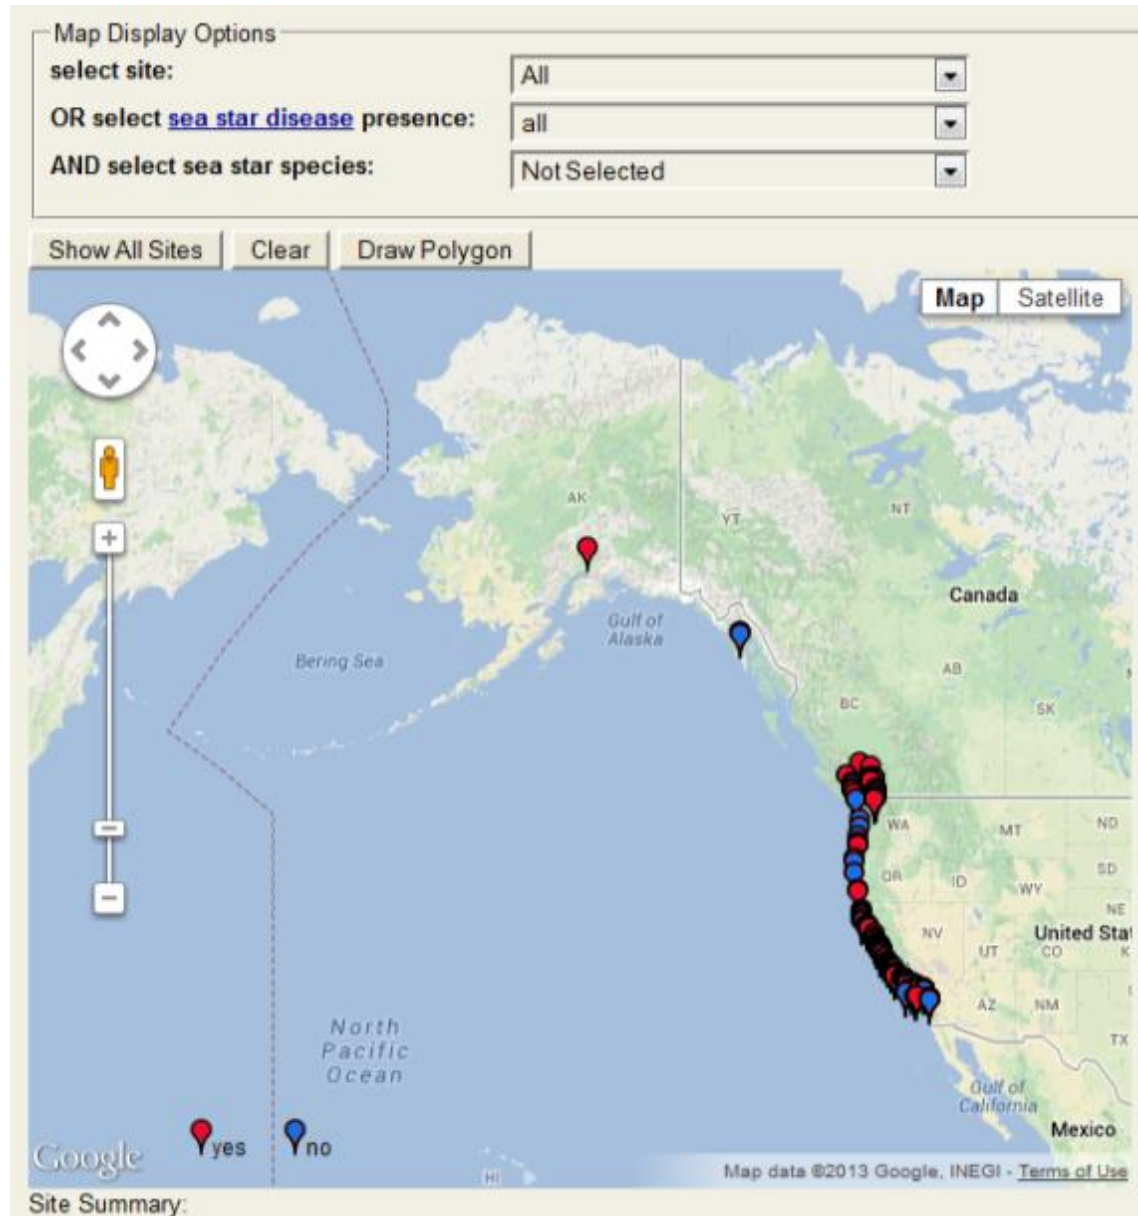 Map Display Options
select site: All
OR select sea star disease presence: all
AND select sea star species: Not Selected
Show All Sites Clear Draw Polygon
Map Satellite
AK
YT
NT
Canada
Gulf of
Alaska
Bering Sea
AB
BC
SK
WA
MT
ND
OR
ID
SD
WY
NE
NV
United Stat
UT
CO
K
AZ
NM
TX
North
Pacific
Ocean
Gulf of
California
Mexico
yes
no
Google
HI
Map data ©2013 Google, INEGI - Terms of Use
Site Summary: